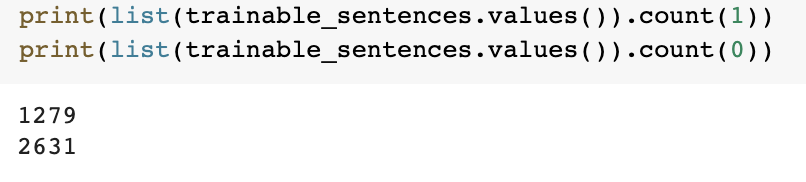 print(list(trainable_sentences.values()).count(1))
print(list(trainable_sentences.values()).count(0))
1279
2631